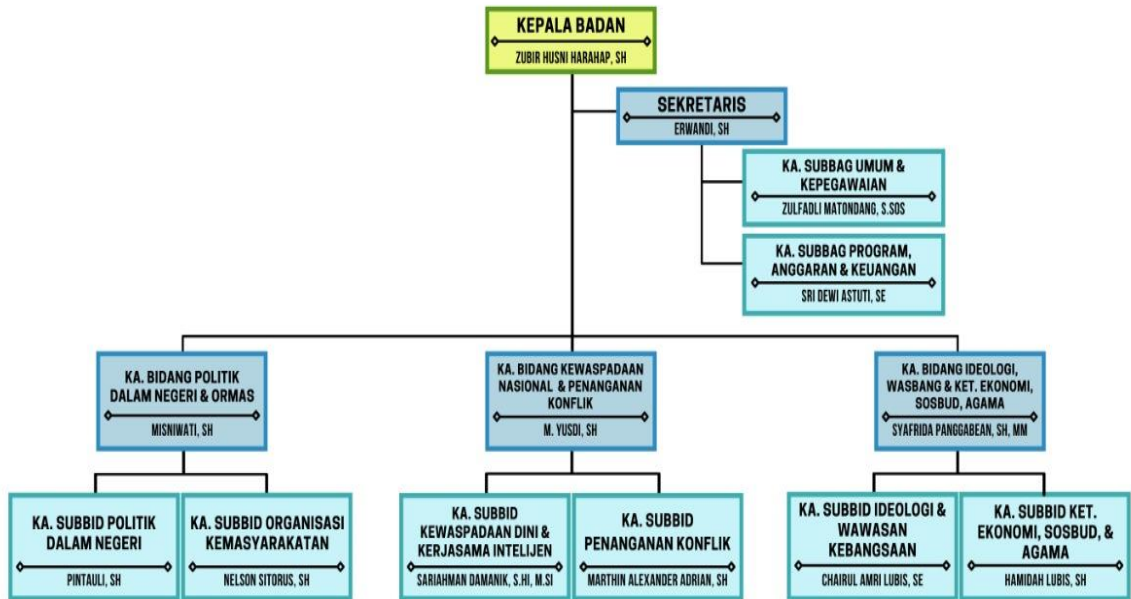 KEPALA BADAN
ZUBIR HUSNI HARAHAP, SH
SEKRETARIS
ERWANDI, SH
KA. SUBBAG UMUM &
KEPEGAWAIAN
ZULFADLI MATONDANG, S.SOS
KA. SUBBAG PROGRAM,
ANGGARAN & KEUANGAN
SRI DEWI ASTUTI, SE
KA. BIDANG POLITIK
DALAM NEGERI & ORMAS
MISNIWATI, SH
KA. BIDANG KEWASPADAAN
NASIONAL & PENANGANAN
KONFLIK
M. YUSDI, SH
KA. BIDANG IDEOLOGI,
WASBANG & KET. EKONOMI,
SOSBUD, AGAMA
SYAFRIDA PANGGABEAN, SH, MM
KA. SUBBID POLITIK
DALAM NEGERI
PINTAULI, SH
KA. SUBBID ORGANISASI
KEMASYARAKATAN
NELSON SITORUS, SH
KA. SUBBID
KEWASPADAAN DINI &
KERJASAMA INTELIJEN
SARIAHMAN DAMANIK, S.HI, M.SI
KA. SUBBID
PENANGANAN KONFLIK
MARTHIN ALEXANDER ADRIAN, SH
KA. SUBBID IDEOLOGI &
WAWASAN
KEBANGSAAN
CHAIRUL AMRI LUBIS, SE
KA. SUBBID KET.
EKONOMI, SOSBUD, &
AGAMA
HAMIDAH LUBIS, SH